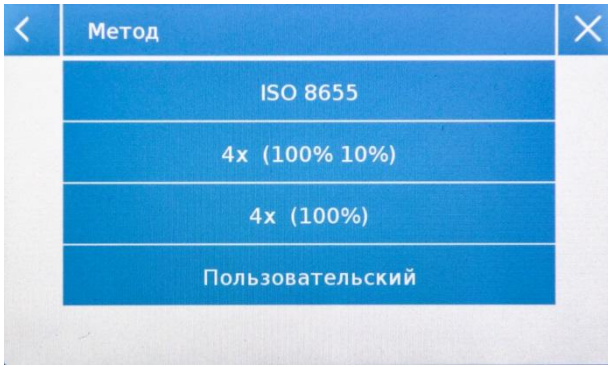 Метод
ISO 8655
4x (100% 10%)
4x (100%)
Пользовательский